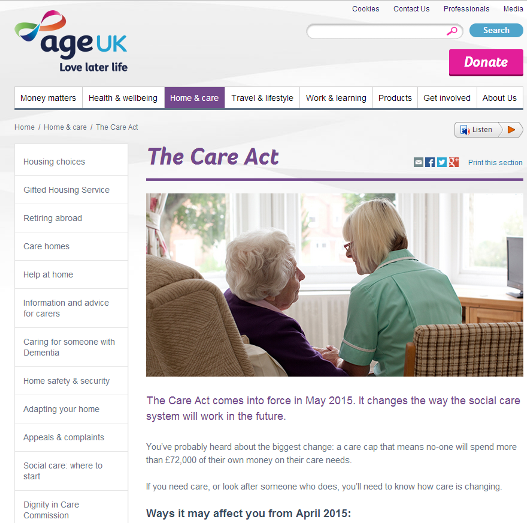 Cookies Contact Us Professionals Media
ageUK
Love later life
Search
Donate
Money matters Health & wellbeing Home & care Travel & lifestyle Work & learning Products Get involved About Us
Home / Home & care / The Care Act
Listen
Housing choices
Gifted Housing Service
Retiring abroad
Care homes
Help at home
Information and advice
for carers
Caring for someone with
Dementia
Home safety & security
Adapting your home
Appeals & complaints
Social care, where to
start
Dignity in Care
Commission
The Care Act
Print this section
The Care Act comes into force in May 2015. It changes the way the social care
system will work in the future.
You've probably heard about the biggest change: a care cap that means no-one will spend more
than £72,000 of their own money on their care needs.
If you need care, or look after someone who does, you'll need to know how care is changing.
Ways it may affect you from April 2015: